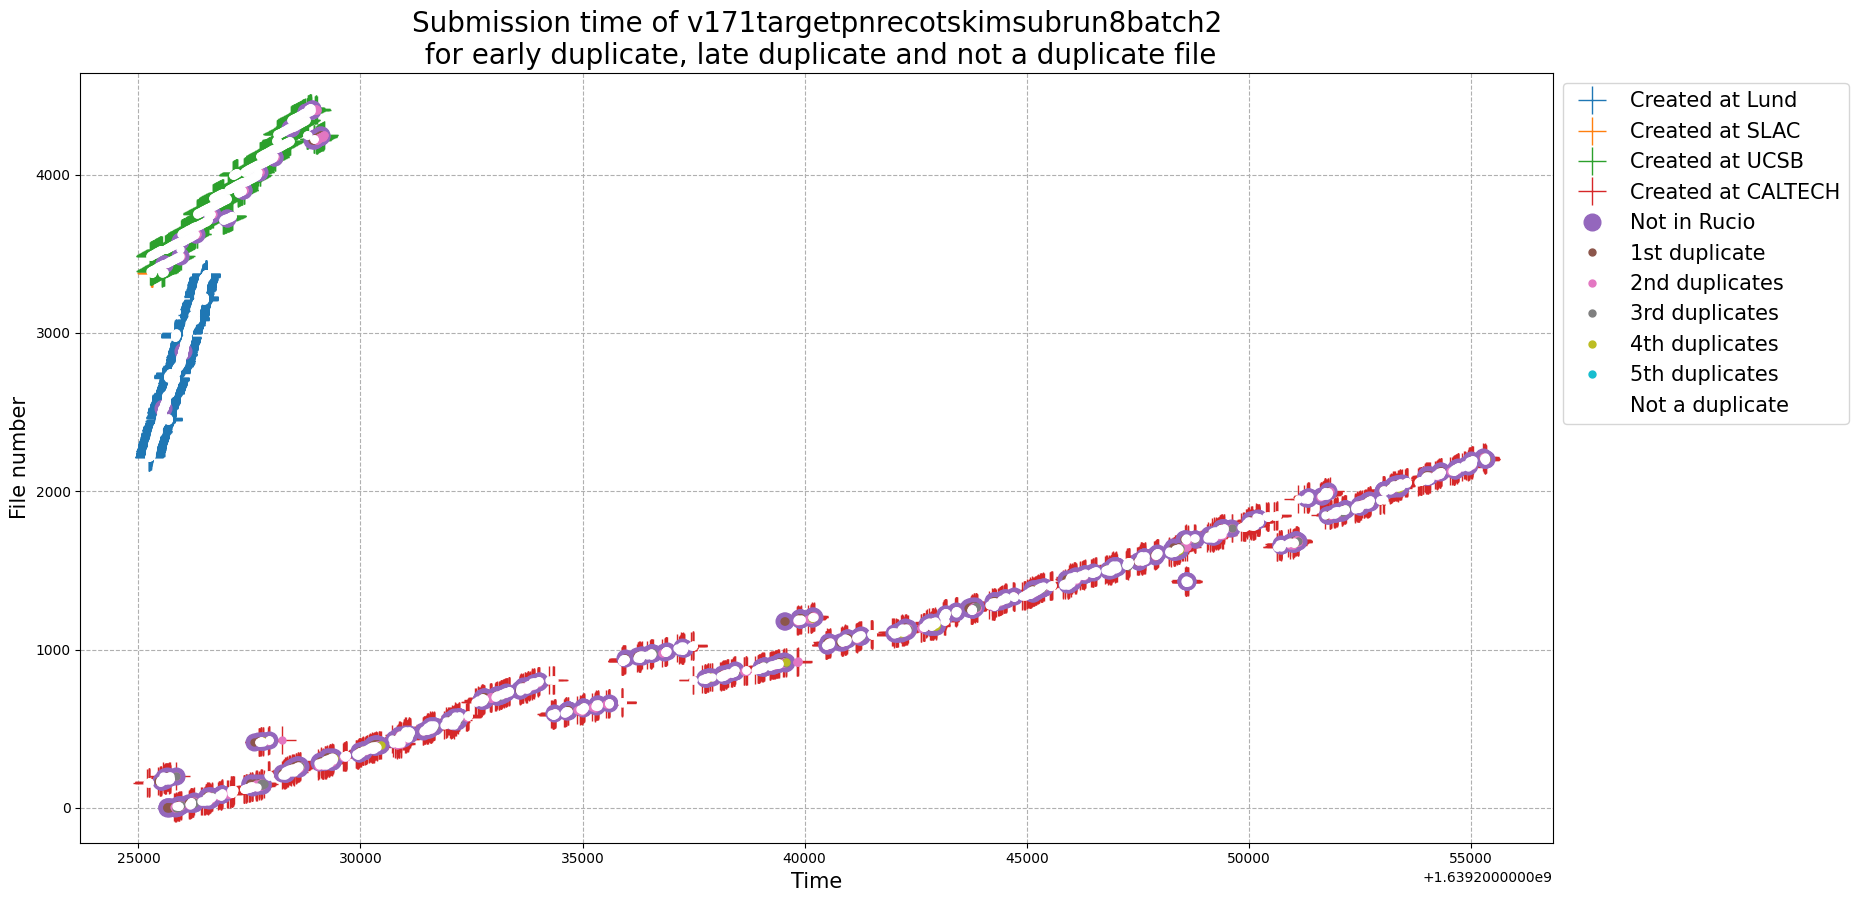 Submission time of v171targetpnrecotskimsubrun8batch2
for early duplicate, late duplicate and not a duplicate file
Created at Lund
Created at SLAC
Created at UCSB
Created at CALTECH
Not in Rucio
1st duplicate
2nd duplicates
3rd duplicates
4th duplicates
5th duplicates
Not a duplicate
File number
4000
3000
2000
1000
0
25000 30000 35000 40000 45000 50000 55000
Time
+1.6392000000e9